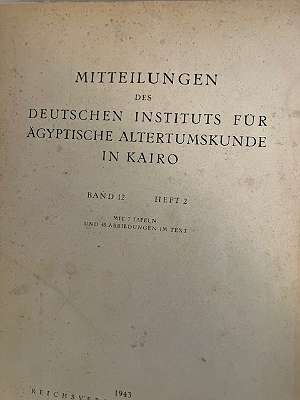 MITTEILUNGEN
DES
DEUTSCHEN INSTITUTS FÜR
ÄGYPTISCHE ALTERTUMSKUNDE
IN KAIRO
BAND 12 HEFT 2
MIT 7 TAFELN
UND 48 ABBILDUNGEN IM TEXT
1943